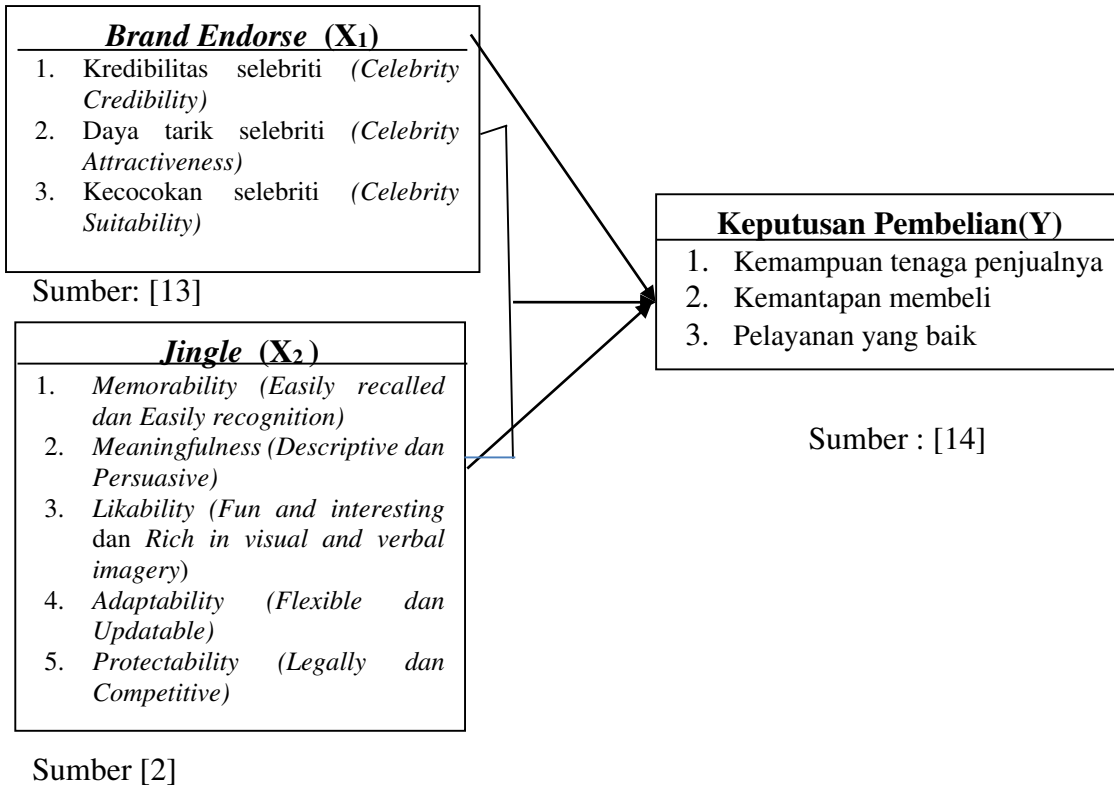 Brand Endorse (X1)
1. Kredibilitas selebriti (Celebrity
Credibility)
2. Daya tarik selebriti (Celebrity
Attractiveness)
3. Kecocokan selebriti (Celebrity
Suitability)
Sumber: [13]
Jingle (X2 )
1. Memorability (Easily recalled
dan Easily recognition)
2. Meaningfulness (Descriptive dan
Persuasive)
3. Likability (Fun and interesting
dan Rich in visual and verbal
imagery)
4. Adaptability (Flexible dan
Updatable)
5. Protectability (Legally dan
Competitive)
Sumber [2]
Keputusan Pembelian(Y)
1. Kemampuan tenaga penjualnya
2. Kemantapan membeli
3. Pelayanan yang baik
Sumber : [14]